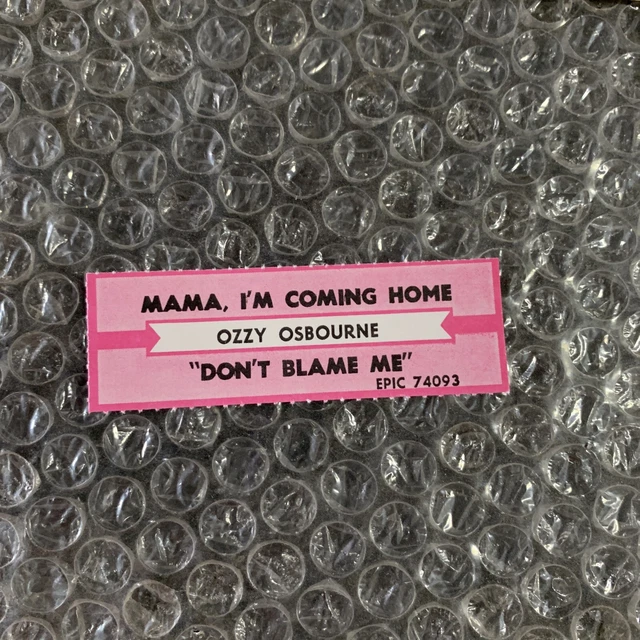 MAMA, I'M COMING HOME
OZZY OSBOURNE
"DON'T BLAME ME"
EPIC 74093